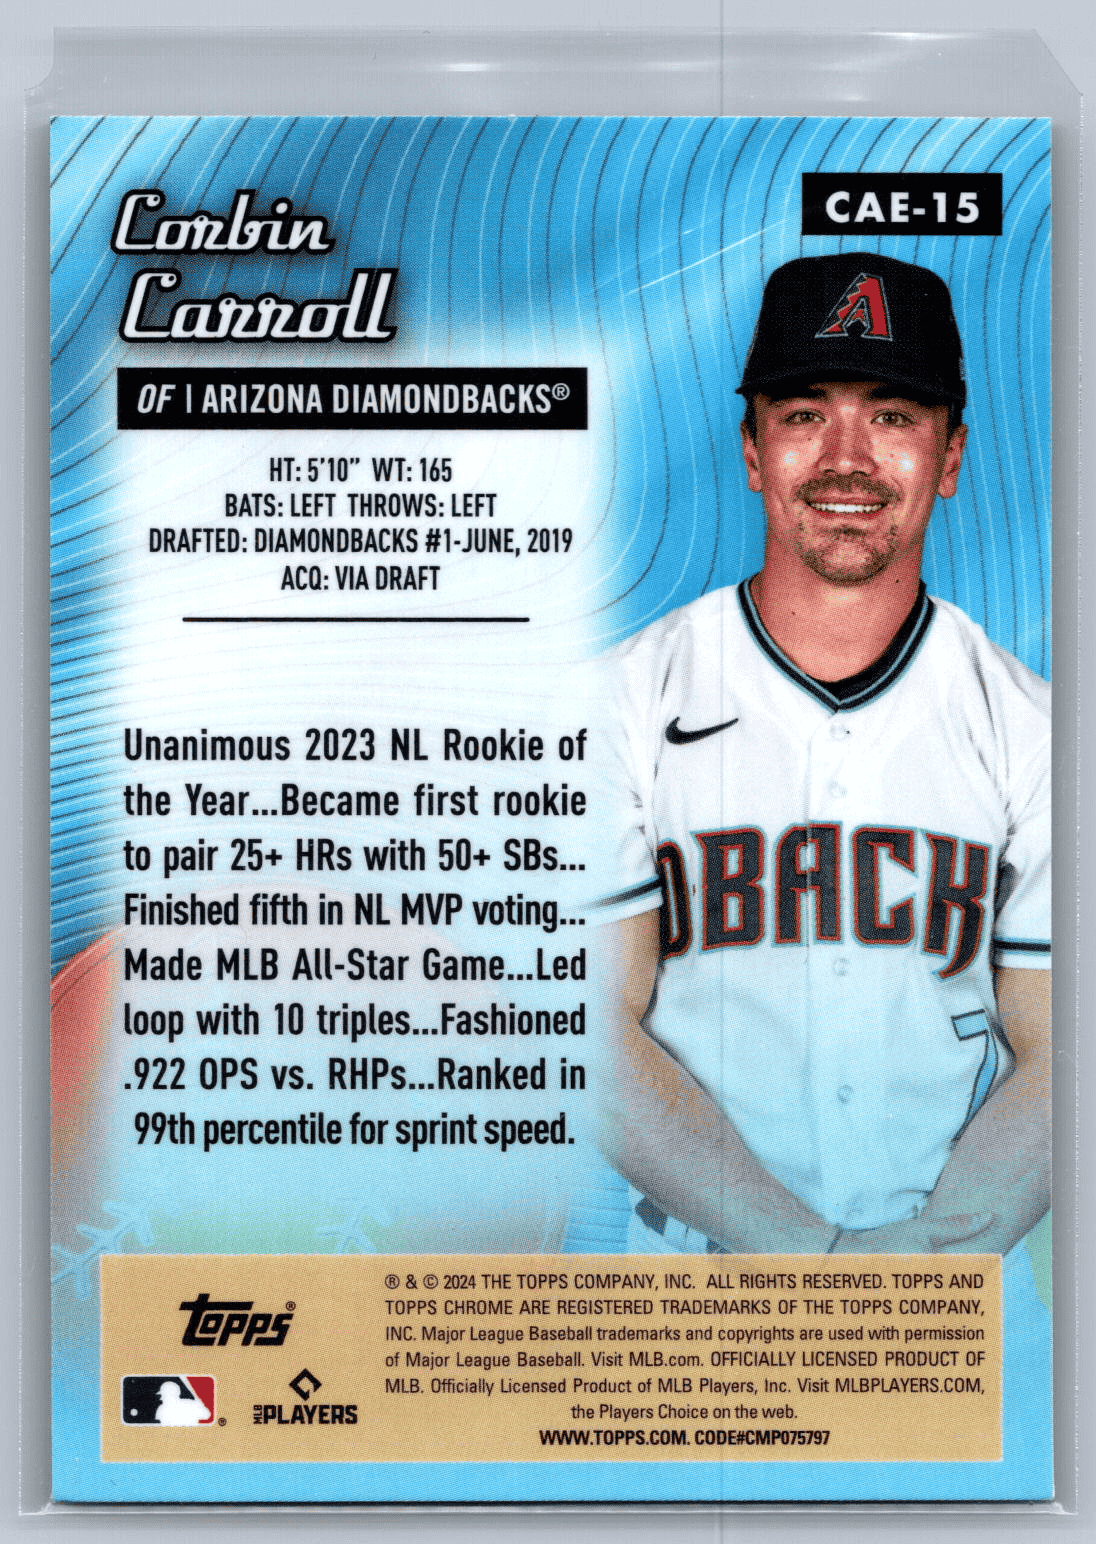 CAE-15
Corbin
Carroll
OF | ARIZONA DIAMONDBACKS®
HT: 5'10" WT: 165
BATS: LEFT THROWS: LEFT
DRAFTED: DIAMONDBACKS #1-JUNE, 2019
ACQ: VIA DRAFT
Unanimous 2023 NL Rookie of
the Year...Became first rookie
to pair 25+ HRs with 50+ SBs...
Finished fifth in NL MVP voting...
Made MLB All-Star Game...Led
loop with 10 triples...Fashioned
.922 OPS vs. RHPs...Ranked in
99th percentile for sprint speed.
A
DBACK
7
Topps®
®
MLB PLAYERS
® & © 2024 THE TOPPS COMPANY, INC. ALL RIGHTS RESERVED. TOPPS AND
TOPPS CHROME ARE REGISTERED TRADEMARKS OF THE TOPPS COMPANY,
INC. Major League Baseball trademarks and copyrights are used with permission
of Major League Baseball. Visit MLB.com. OFFICIALLY LICENSED PRODUCT OF
MLB. Officially Licensed Product of MLB Players, Inc. Visit MLBPLAYERS.COM,
the Players Choice on the web.
WWW.TOPPS.COM. CODE#CMP075797